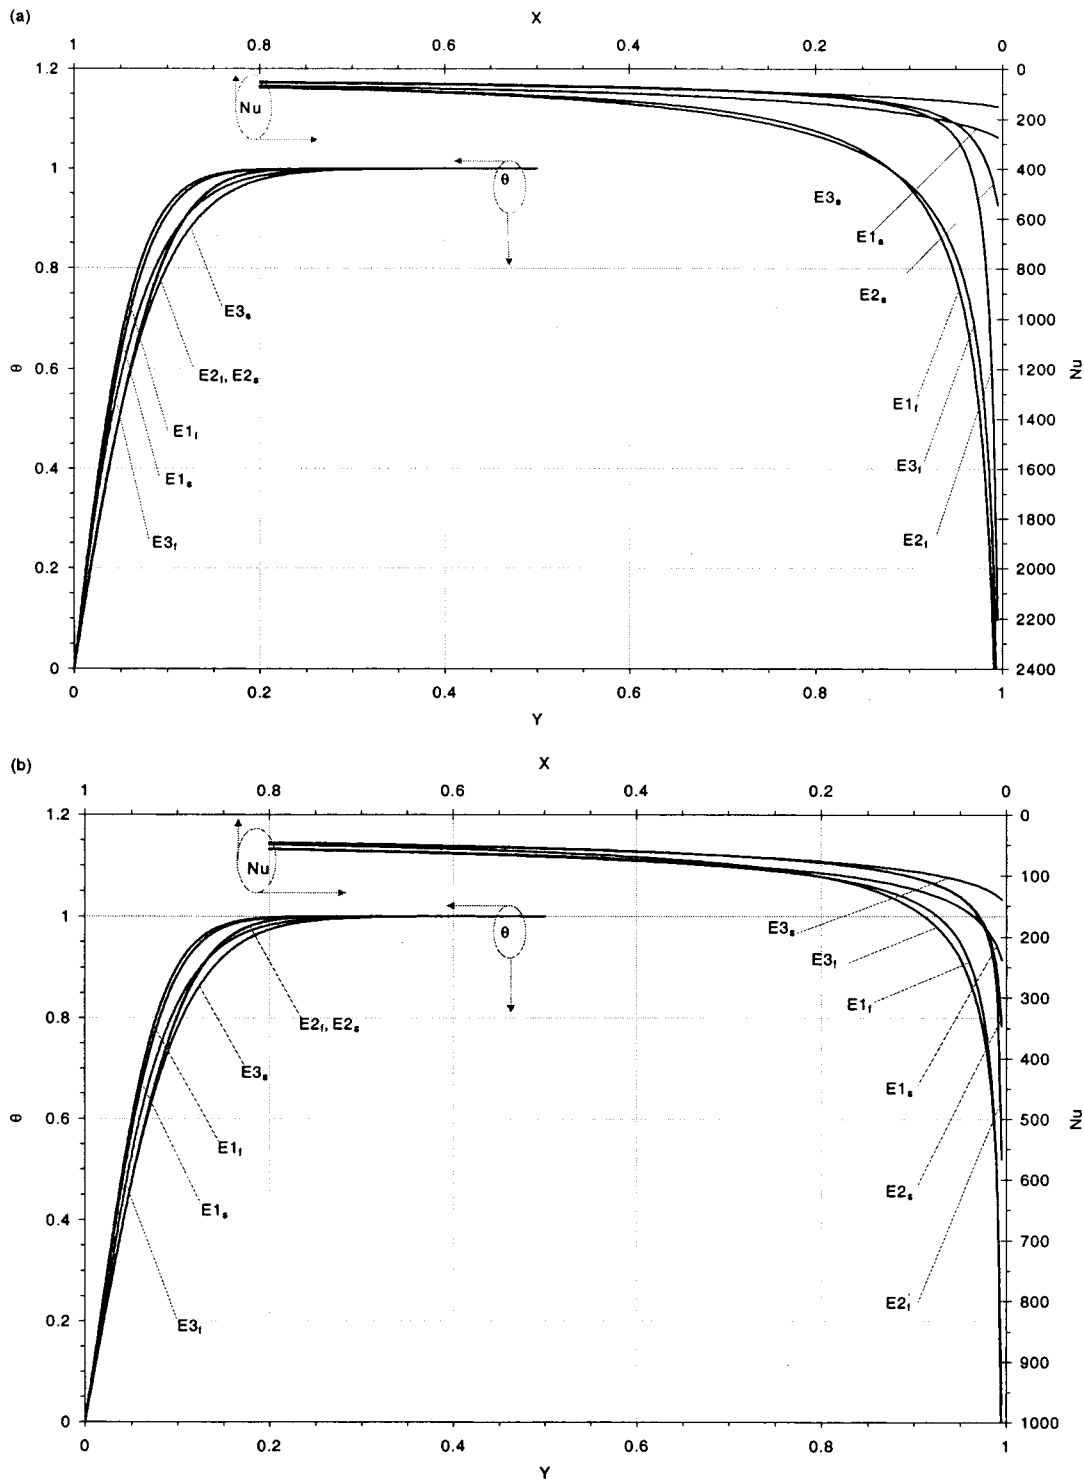 (a)
X
1 0.8 0.6 0.4 0.2 0
1.2 0
Nu
200
1 400
θ
E3s
600
E1s
0.8 800
E2s
E3s
1000
θ 0.6 1200 Nu
E2f, E2s
E1f
E1f
1400
0.4 E3f 1600
E1s
1800
E3f E2f
0.2 2000
2200
0 2400
0 0.2 0.4 0.6 0.8 1
Y
(b)
X
1 0.8 0.6 0.4 0.2 0
1.2 0
Nu
100
1 E3s
θ 200
E3f
E1f 300
0.8 E2f, E2s
E3s 400
E1s
θ 0.6 500 Nu
E1f
E2s
E1s 600
0.4 700
E2f
E3f 800
0.2
900
0 1000
0 0.2 0.4 0.6 0.8 1
Y